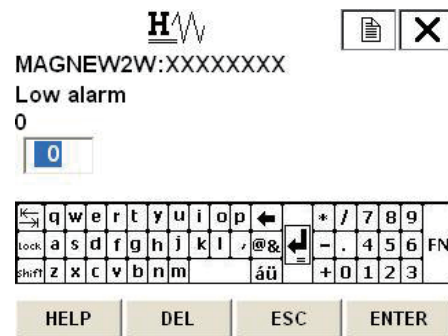 H
MAGNEW2W:XXXXXXXX
Low alarm
0
0
q w e r t y u i o p * / 7 8 9
Lock a s d f g h j k l , @& - . 4 5 6 FN
shift z x c v b n m áü = + 0 1 2 3
HELP DEL ESC ENTER